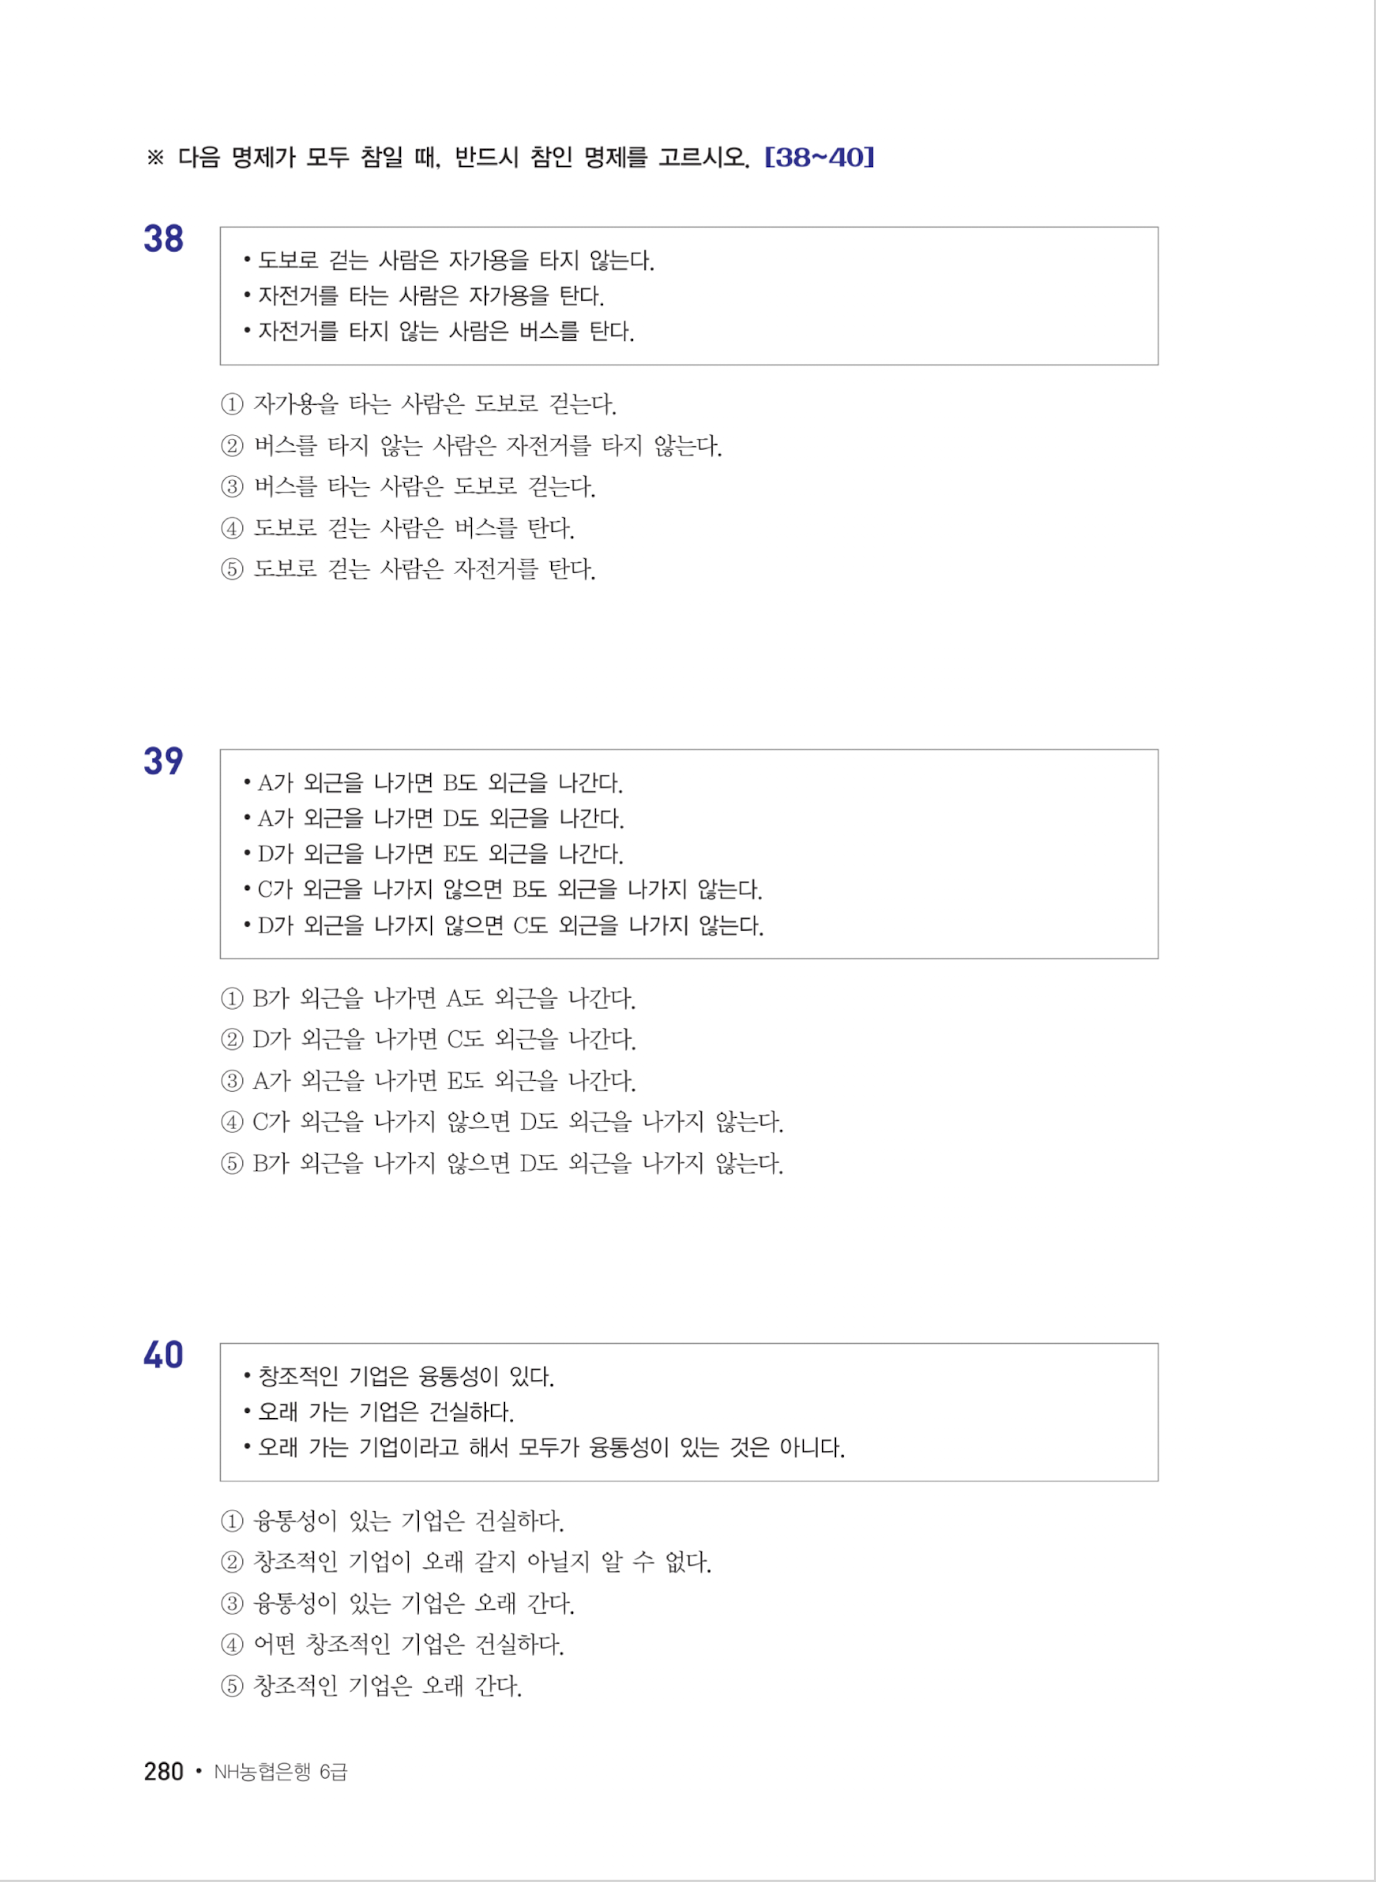 ※ 다음 명제가 모두 참일 때, 반드시 참인 명제를 고르시오. [38~40]
38
• 도보로 걷는 사람은 자가용을 타지 않는다.
• 자전거를 타는 사람은 자가용을 탄다.
• 자전거를 타지 않는 사람은 버스를 탄다.
① 자가용을 타는 사람은 도보로 걷는다.
② 버스를 타지 않는 사람은 자전거를 타지 않는다.
③ 버스를 타는 사람은 도보로 걷는다.
④ 도보로 걷는 사람은 버스를 탄다.
⑤ 도보로 걷는 사람은 자전거를 탄다.
39
• A가 외근을 나가면 B도 외근을 나간다.
• A가 외근을 나가면 D도 외근을 나간다.
• D가 외근을 나가면 E도 외근을 나간다.
• C가 외근을 나가지 않으면 B도 외근을 나가지 않는다.
• D가 외근을 나가지 않으면 C도 외근을 나가지 않는다.
① B가 외근을 나가면 A도 외근을 나간다.
② D가 외근을 나가면 C도 외근을 나간다.
③ A가 외근을 나가면 E도 외근을 나간다.
④ C가 외근을 나가지 않으면 D도 외근을 나가지 않는다.
⑤ B가 외근을 나가지 않으면 D도 외근을 나가지 않는다.
40
• 창조적인 기업은 융통성이 있다.
• 오래 가는 기업은 건실하다.
• 오래 가는 기업이라고 해서 모두가 융통성이 있는 것은 아니다.
① 융통성이 있는 기업은 건실하다.
② 창조적인 기업이 오래 갈지 아닐지 알 수 없다.
③ 융통성이 있는 기업은 오래 간다.
④ 어떤 창조적인 기업은 건실하다.
⑤ 창조적인 기업은 오래 간다.
280 • NH농협은행 6급